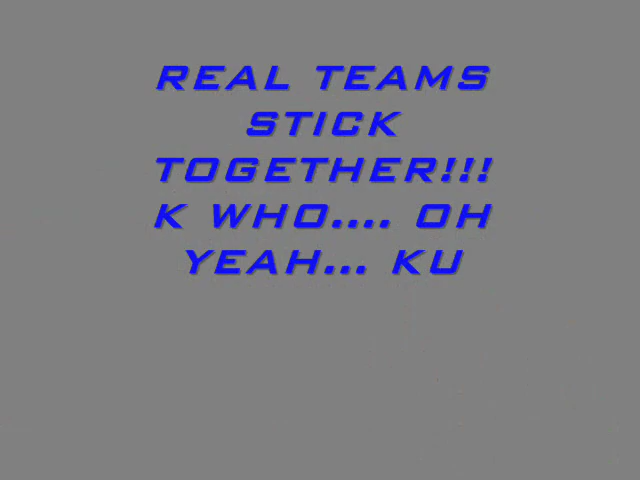 REAL TEAMS
STICK
TOGETHER!!!
K WHO.... OH
YEAH... KU